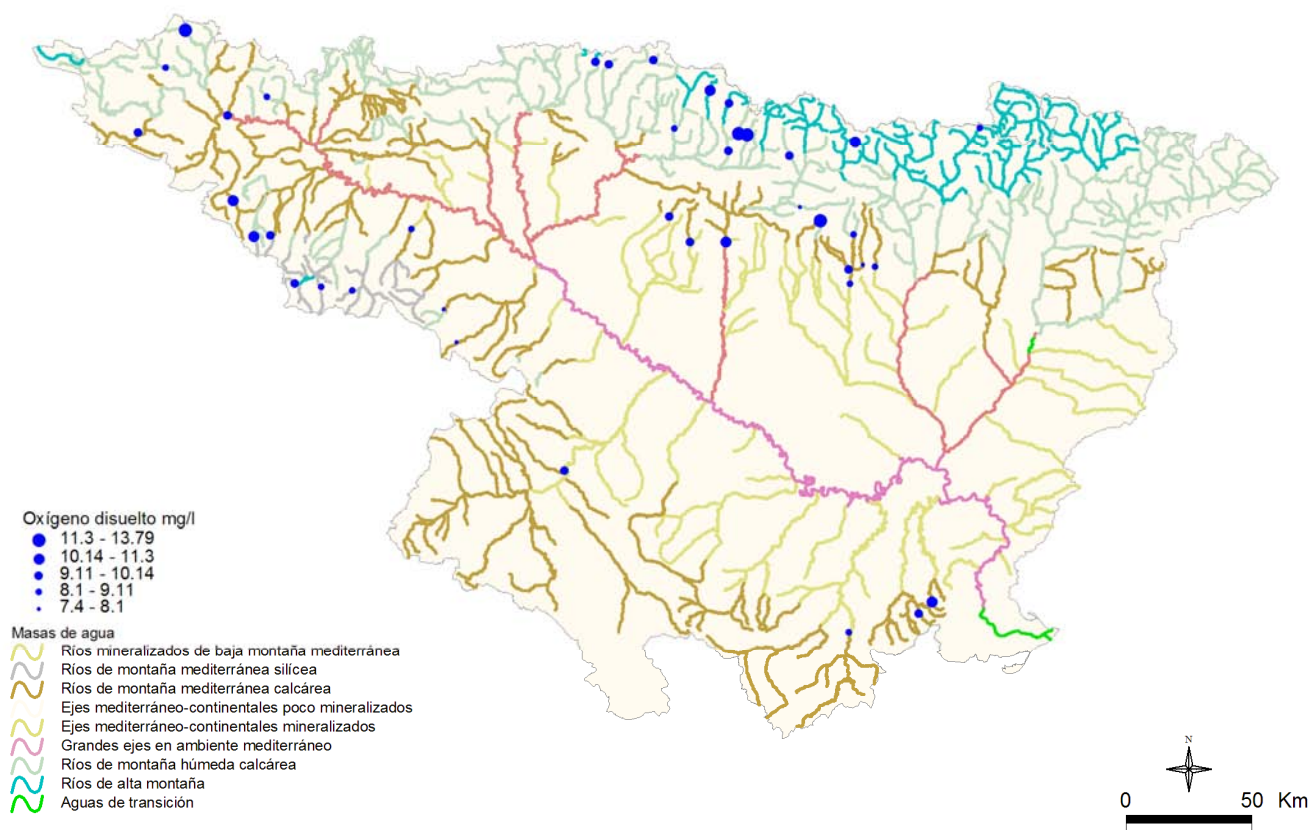 Oxígeno disuelto mg/l
11.3 - 13.79
10.14 - 11.3
9.11 - 10.14
8.1 - 9.11
7.4 - 8.1
Masas de agua
Ríos mineralizados de baja montaña mediterránea
Ríos de montaña mediterránea silícea
Ríos de montaña mediterránea calcárea
Ejes mediterráneo-continentales poco mineralizados
Ejes mediterráneo-continentales mineralizados
Grandes ejes en ambiente mediterráneo
Ríos de montaña húmeda calcárea
Ríos de alta montaña
Aguas de transición
N
0 50 Km